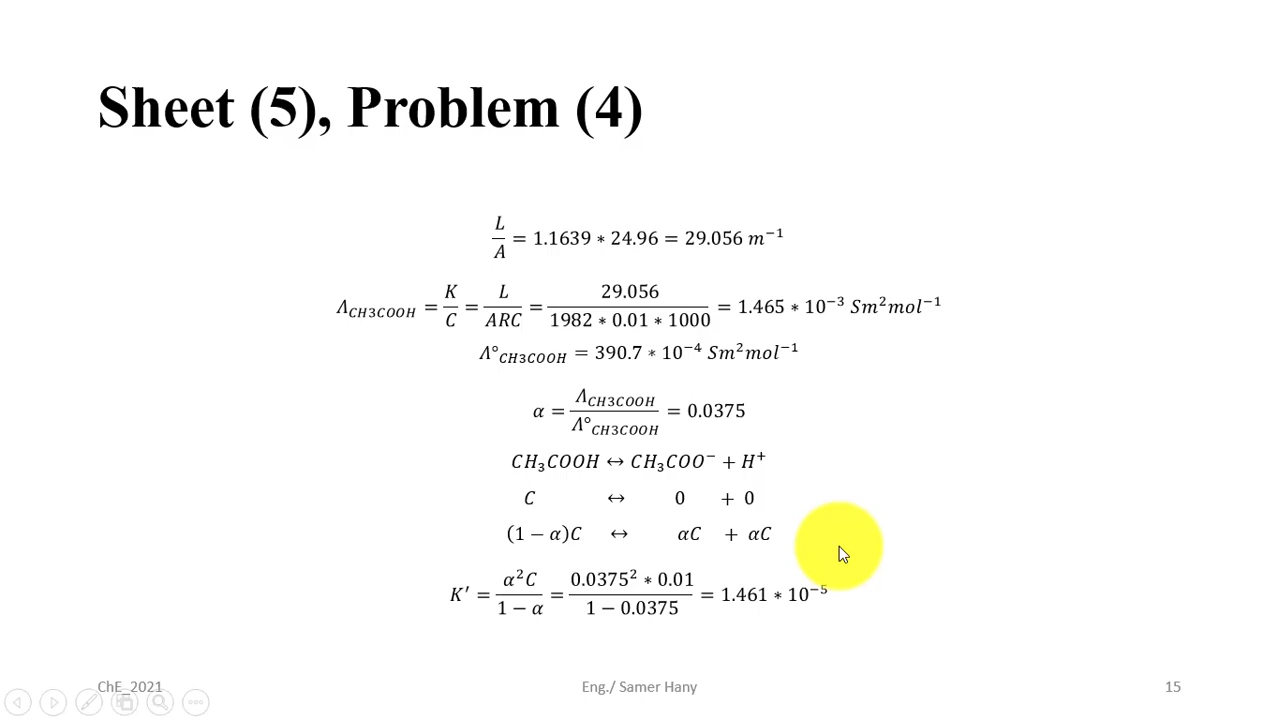 Sheet (5), Problem (4)
L/A = 1.1639 ∗ 24.96 = 29.056 m⁻¹
Λ_CH3COOH = K/C = L/ARC = 29.056/(1982 ∗ 0.01 ∗ 1000) = 1.465 ∗ 10⁻³ Sm²mol⁻¹
Λ°_CH3COOH = 390.7 ∗ 10⁻⁴ Sm²mol⁻¹
α = Λ_CH3COOH/Λ°_CH3COOH = 0.0375
CH₃COOH ↔ CH₃COO⁻ + H⁺
C ↔ 0 + 0
(1 − α)C ↔ αC + αC
K′ = α²C/(1 − α) = (0.0375² ∗ 0.01)/(1 − 0.0375) = 1.461 ∗ 10⁻⁵
ChE_2021 Eng./ Samer Hany 15